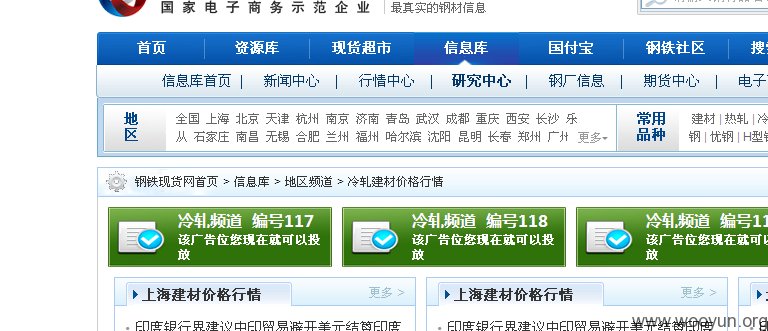 国家电子商务示范企业 最真实的钢材信息
首页 资源库 现货超市 信息库 国付宝 钢铁社区
信息库首页 新闻中心 行情中心 研究中心 钢厂信息 期货中心
地区 全国 上海 北京 天津 杭州 南京 济南 青岛 武汉 成都 重庆 西安 长沙 乐 常用 建材 | 热轧 |
从 石家庄 南昌 无锡 合肥 兰州 福州 哈尔滨 沈阳 昆明 长春 郑州 广州 更多 品种 钢 | 优钢 | H型
钢铁现货网首页 > 信息库 > 地区频道 > 冷轧建材价格行情
冷轧频道 编号117 冷轧频道 编号118 冷轧频道
该广告位您现在就可以投放 该广告位您现在就可以投放 该广告位您现在就可以投放
上海建材价格行情 更多 > 上海建材价格行情 更多 >
印度银行界建议中印贸易避开美元结算印度 印度银行界建议中印贸易避开美元结算印度
www.wooyun.org